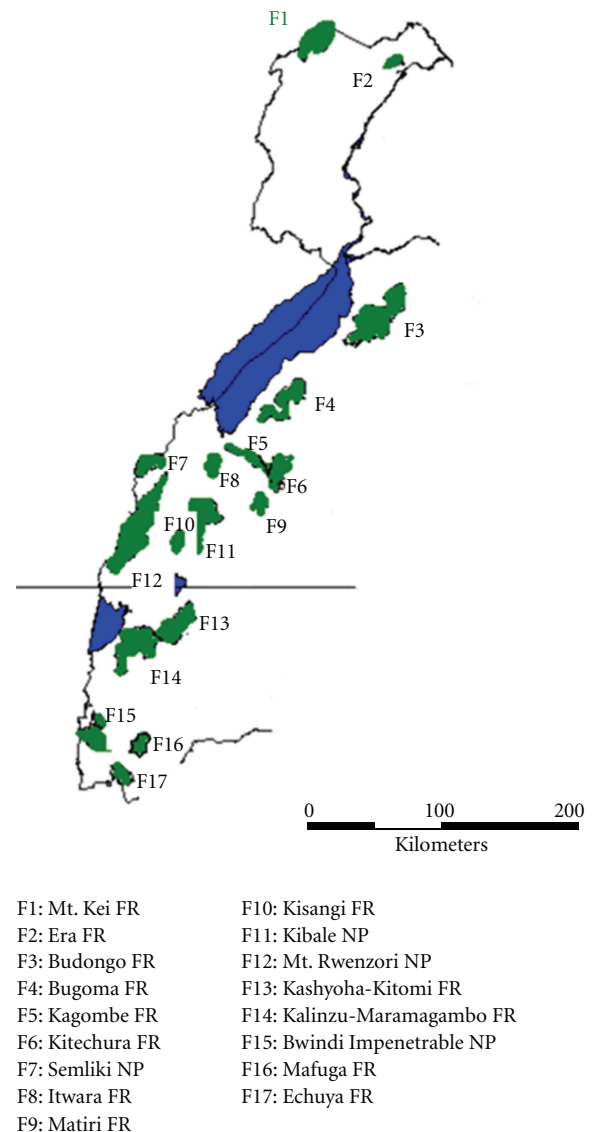 F1
F2
F3
F4
F5
F7
F8
F6
F9
F10
F11
F12
F13
F14
F15
F16
F17
0 100 200
Kilometers
F1: Mt. Kei FR
F2: Era FR
F3: Budongo FR
F4: Bugoma FR
F5: Kagombe FR
F6: Kitechura FR
F7: Semliki NP
F8: Itwara FR
F9: Matiri FR
F10: Kisangi FR
F11: Kibale NP
F12: Mt. Rwenzori NP
F13: Kashyoha-Kitomi FR
F14: Kalinzu-Maramagambo FR
F15: Bwindi Impenetrable NP
F16: Mafuga FR
F17: Echuya FR